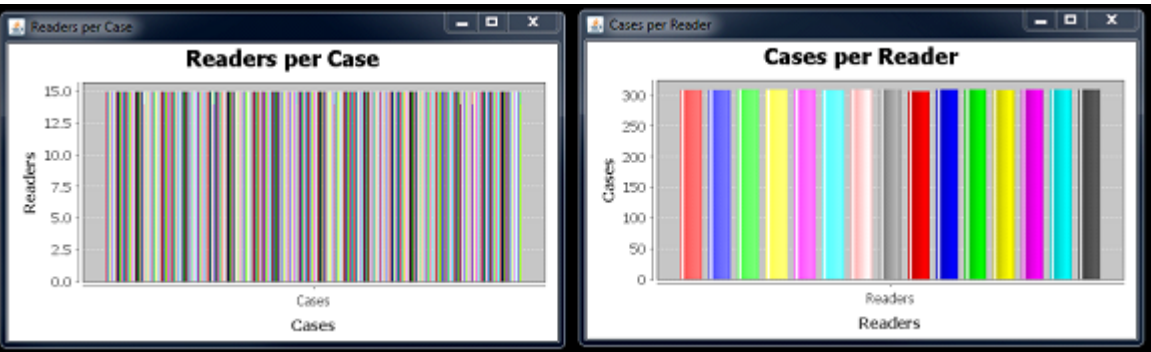 Readers per Case
Readers per Case
15.0
12.5
10.0
7.5
5.0
2.5
0.0
Readers
Cases
Cases
Cases per Reader
Cases per Reader
300
250
200
150
100
50
0
Cases
Readers
Readers